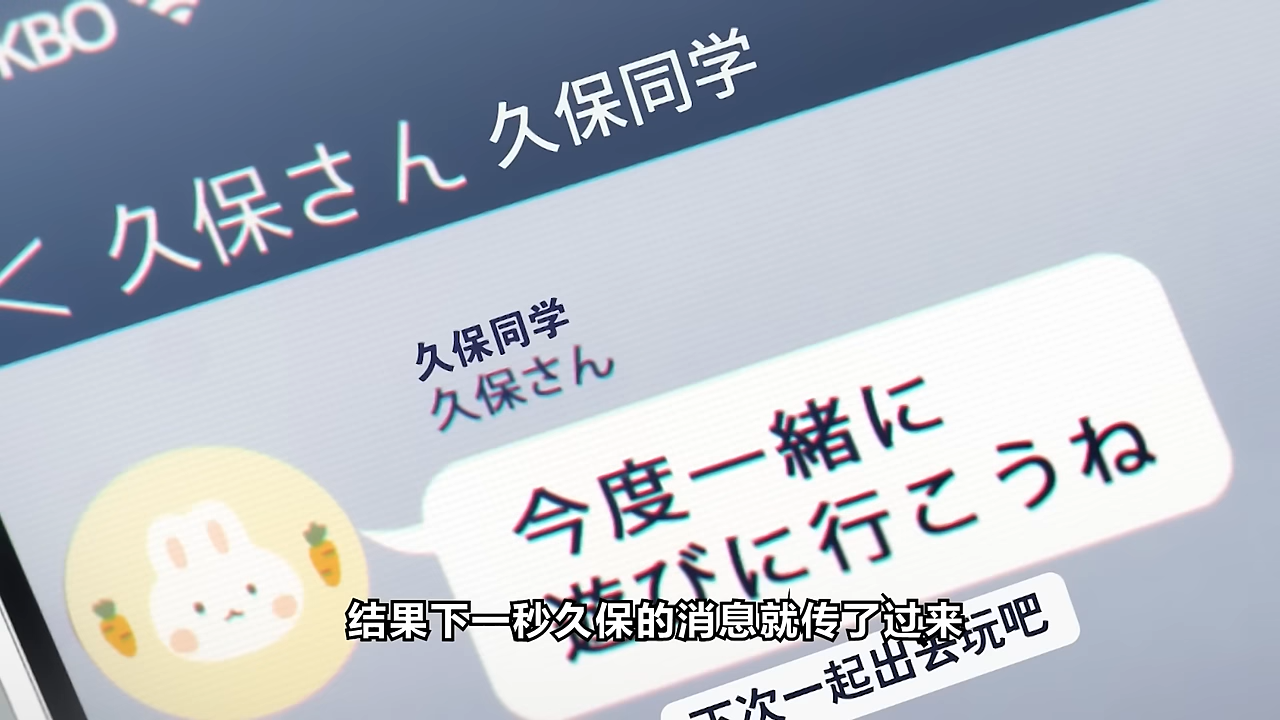 KBO
久保さん 久保同学
久保同学
久保さん
今度一緒に
遊びに行こうね
结果下一秒久保的消息就传了过来
下次一起出去玩吧